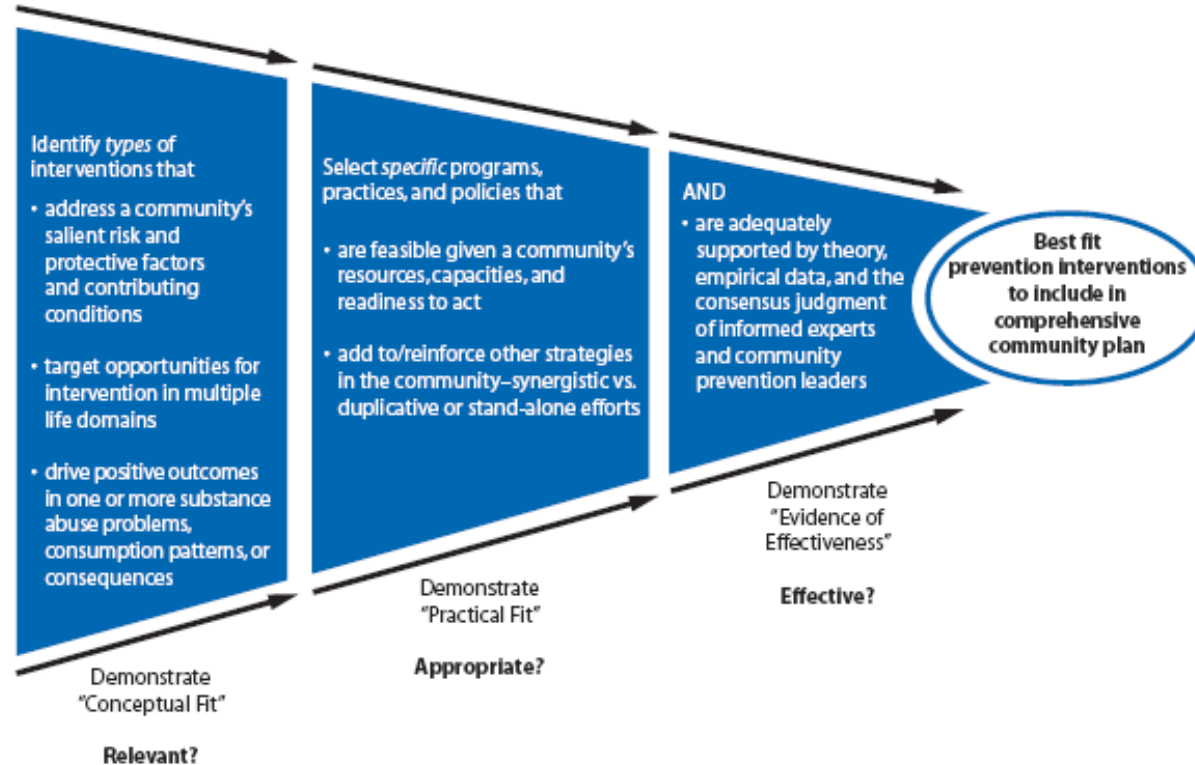 Identify types of
interventions that
• address a community's
salient risk and
protective factors
and contributing
conditions
• target opportunities for
intervention in multiple
life domains
• drive positive outcomes
in one or more substance
abuse problems,
consumption patterns, or
consequences
Demonstrate
"Conceptual Fit"
Relevant?
Select specific programs,
practices, and policies that
• are feasible given a community's
resources, capacities, and
readiness to act
• add to/reinforce other strategies
in the community–synergistic vs.
duplicative or stand-alone efforts
Demonstrate
"Practical Fit"
Appropriate?
AND
• are adequately
supported by theory,
empirical data, and the
consensus judgment
of informed experts
and community
prevention leaders
Demonstrate
"Evidence of
Effectiveness"
Effective?
Best fit
prevention interventions
to include in
comprehensive
community plan